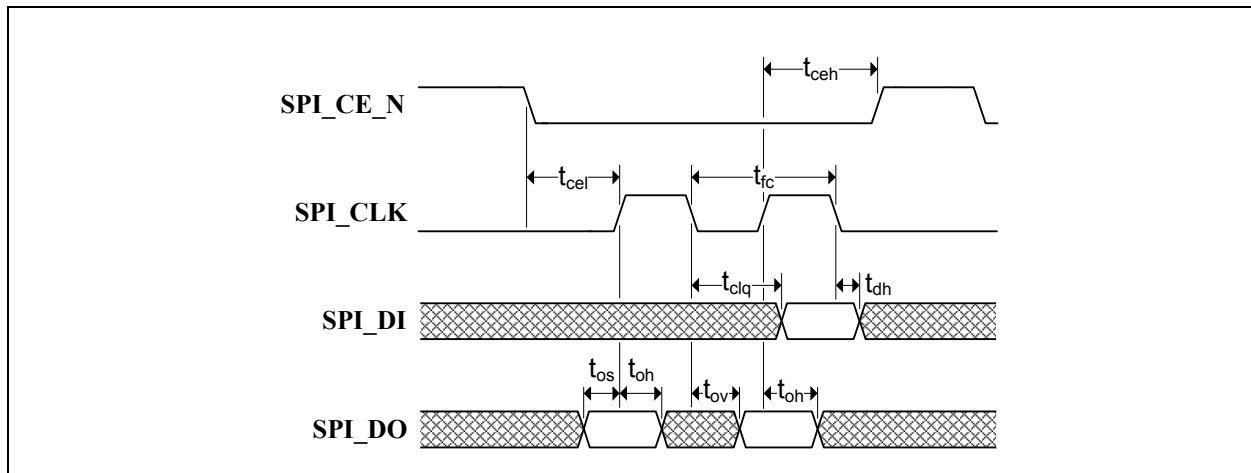 t_ceh
SPI_CE_N
t_cel
t_fc
SPI_CLK
t_clq
t_dh
SPI_DI
t_os t_oh t_ov t_oh
SPI_DO